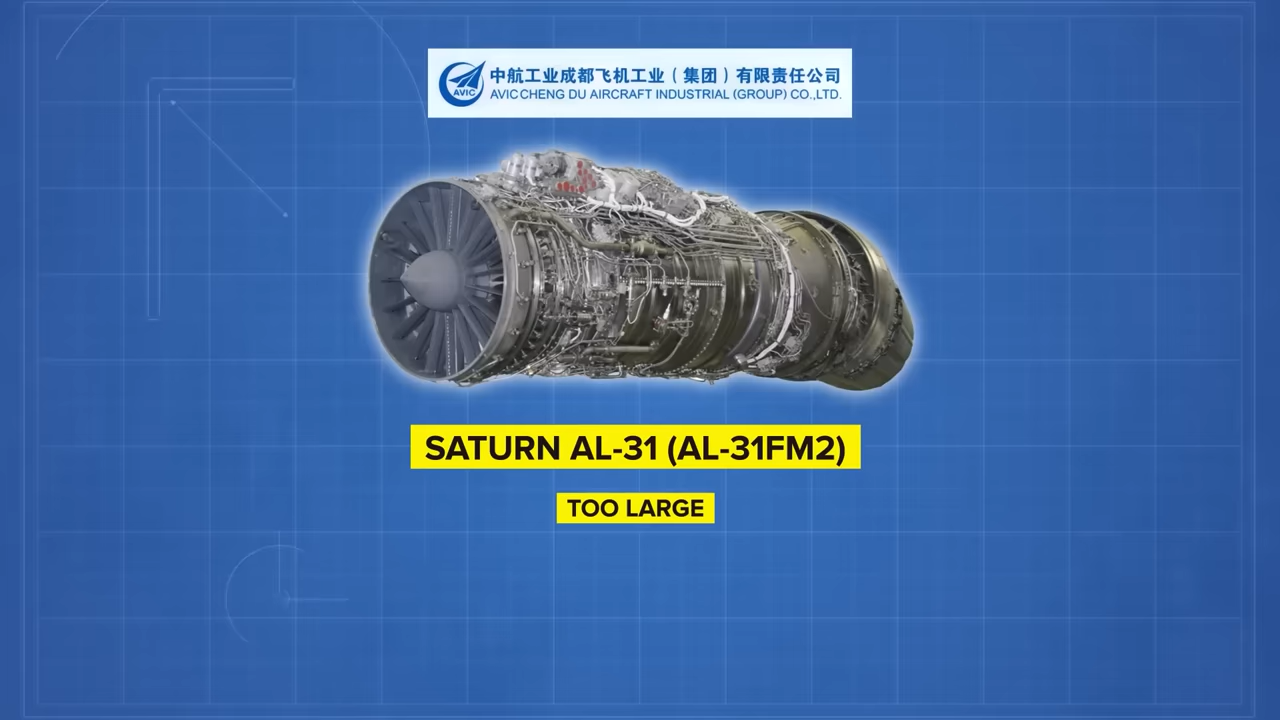 中航工业成都飞机工业（集团）有限责任公司
AVIC CHENG DU AIRCRAFT INDUSTRIAL (GROUP) CO.,LTD.
AVIC
SATURN AL-31 (AL-31FM2)
TOO LARGE